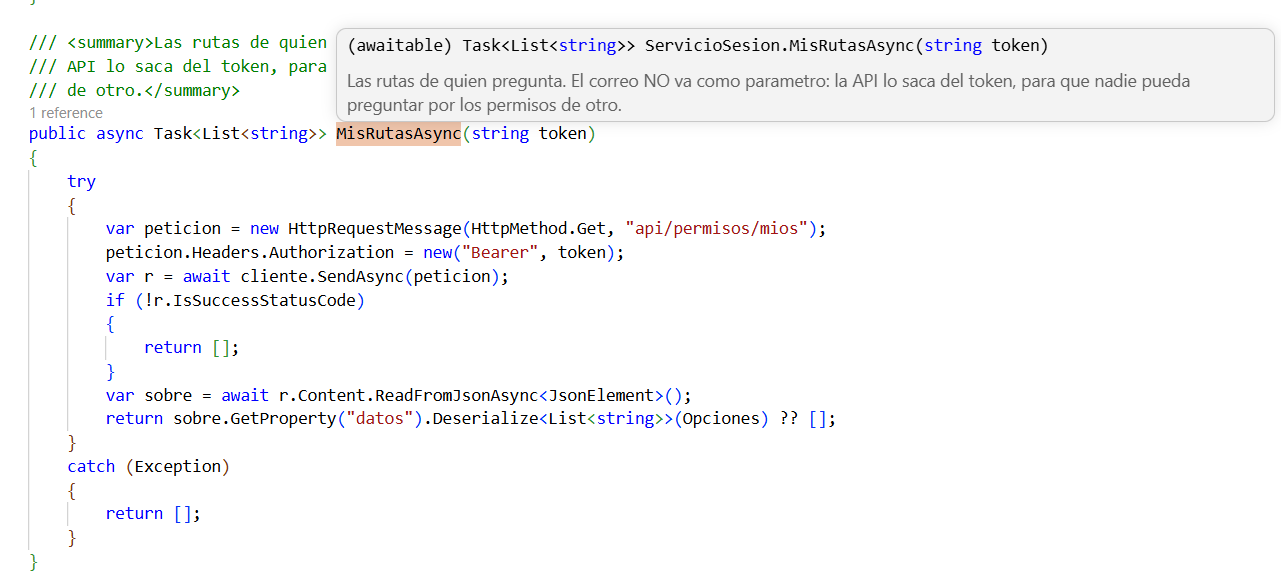 }
/// <summary>Las rutas de quien
/// API lo saca del token, para
/// de otro.</summary>
(awaitable) Task<List<string>> ServicioSesion.MisRutasAsync(string token)
Las rutas de quien pregunta. El correo NO va como parametro: la API lo saca del token, para que nadie pueda
preguntar por los permisos de otro.
1 reference
public async Task<List<string>> MisRutasAsync(string token)
{
    try
    {
        var peticion = new HttpRequestMessage(HttpMethod.Get, "api/permisos/mios");
        peticion.Headers.Authorization = new("Bearer", token);
        var r = await cliente.SendAsync(peticion);
        if (!r.IsSuccessStatusCode)
        {
            return [];
        }
        var sobre = await r.Content.ReadFromJsonAsync<JsonElement>();
        return sobre.GetProperty("datos").Deserialize<List<string>>(Opciones) ?? [];
    }
    catch (Exception)
    {
        return [];
    }
}